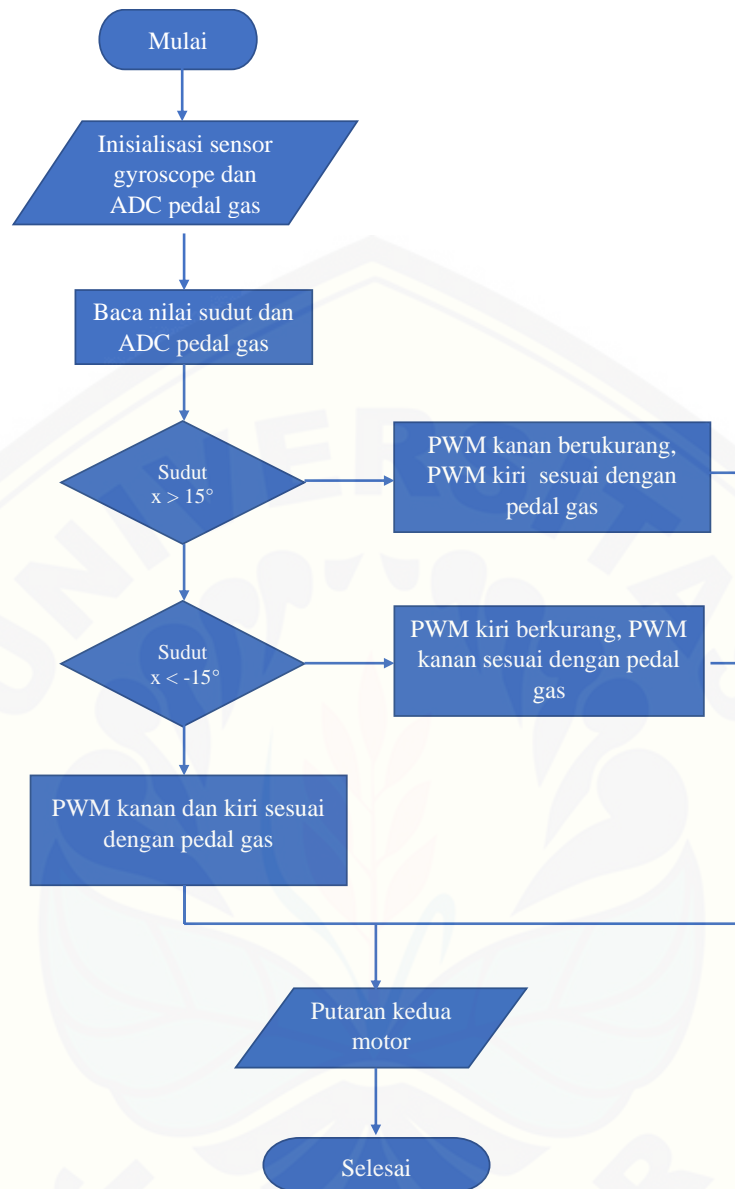 Mulai
Inisialisasi sensor
gyroscope dan
ADC pedal gas
Baca nilai sudut dan
ADC pedal gas
Sudut
x > 15°
PWM kanan berukurang,
PWM kiri sesuai dengan
pedal gas
Sudut
x < -15°
PWM kiri berkurang, PWM
kanan sesuai dengan pedal
gas
PWM kanan dan kiri sesuai
dengan pedal gas
Putaran kedua
motor
Selesai
UNIVERSITAS